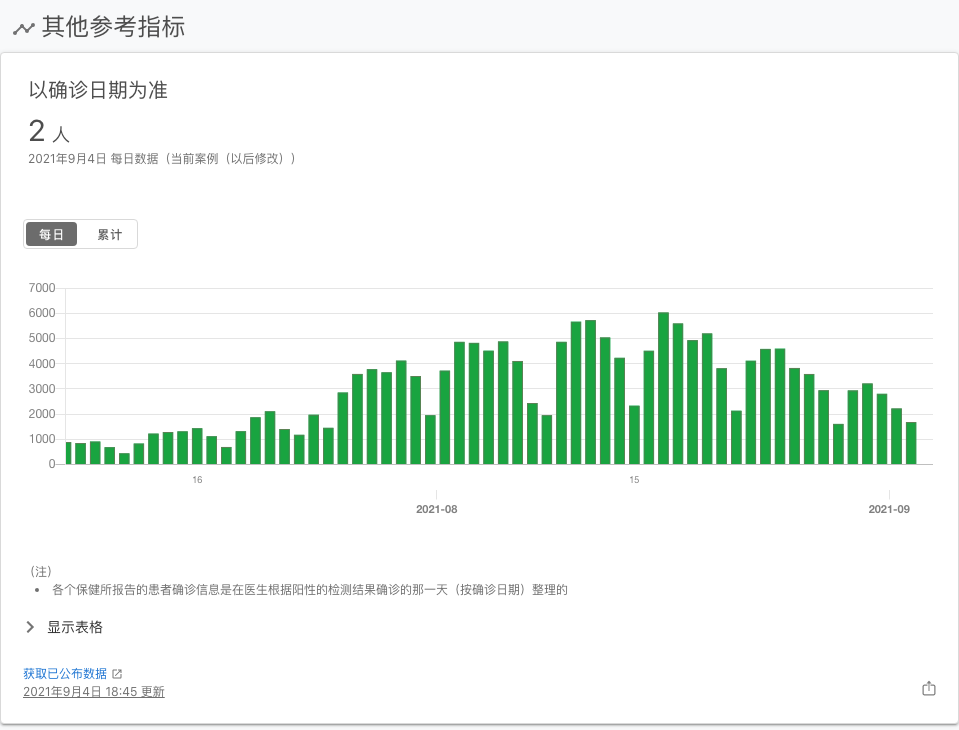 其他参考指标
以确诊日期为准
2 人
2021年9月4日 每日数据（当前案例（以后修改））
每日 累计
7000
6000
5000
4000
3000
2000
1000
0
16 15
2021-08 2021-09
（注）
• 各个保健所报告的患者确诊信息是在医生根据阳性的检测结果确诊的那一天（按确诊日期）整理的
显示表格
获取已公布数据
2021年9月4日 18:45 更新